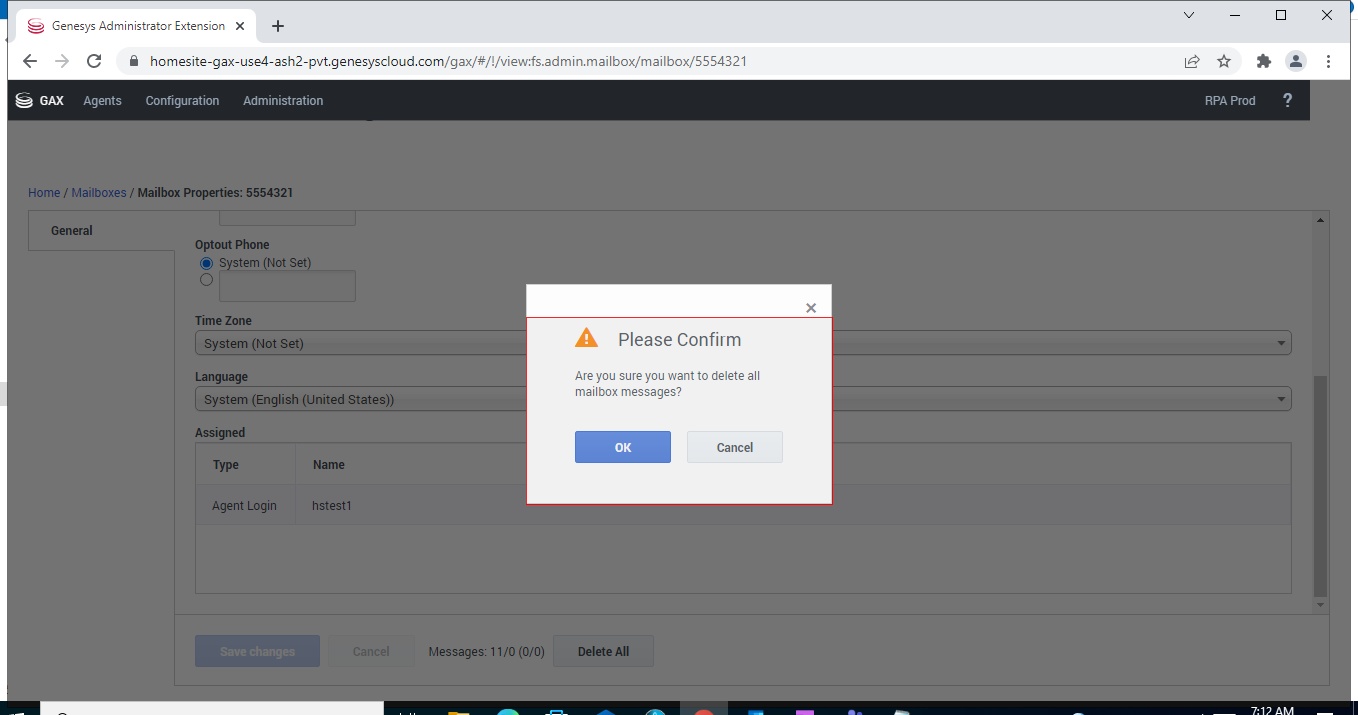 Genesys Administrator Extension
homesite-gax-use4-ash2-pvt.genesyscloud.com/gax/#/!/view:fs.admin.mailbox/mailbox/5554321
GAX Agents Configuration Administration RPA Prod ?
Home / Mailboxes / Mailbox Properties: 5554321
General
Optout Phone
System (Not Set)
Time Zone
System (Not Set)
Language
System (English (United States))
Assigned
Type Name
Agent Login hstest1
Please Confirm
Are you sure you want to delete all
mailbox messages?
OK Cancel
Save changes Cancel Messages: 11/0 (0/0) Delete All
7:12 AM